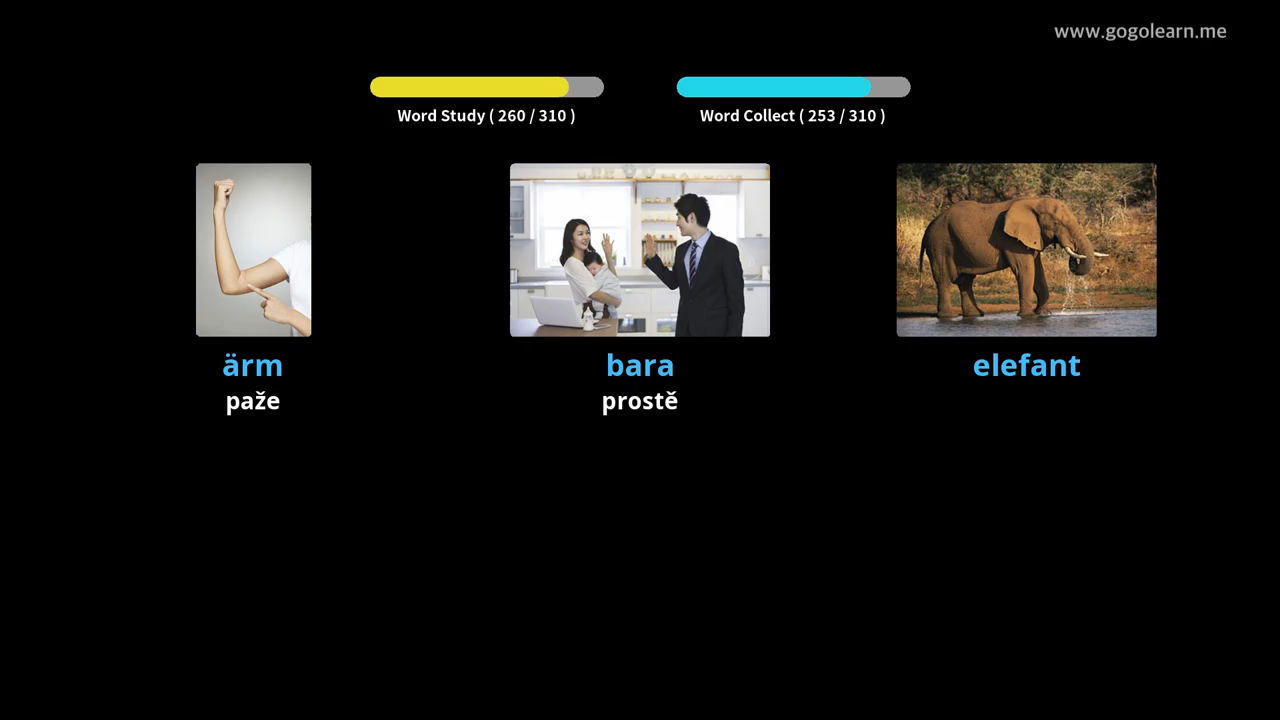 www.gogolearn.me
Word Study ( 260 / 310 )
Word Collect ( 253 / 310 )
ärm
bara
elefant
paže
prostě